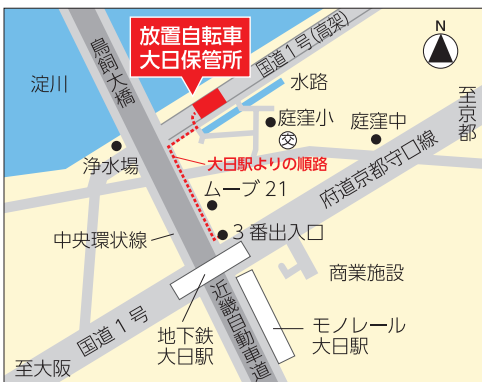 鳥飼大橋
放置自転車
大日保管所
国道1号(高架)
N
淀川
水路
庭窪小
交
庭窪中
至京都
浄水場
大日駅よりの順路
ムーブ21
府道京都守口線
中央環状線
3番出入口
商業施設
国道1号
地下鉄
大日駅
近畿自動車道
モノレール
大日駅
至大阪